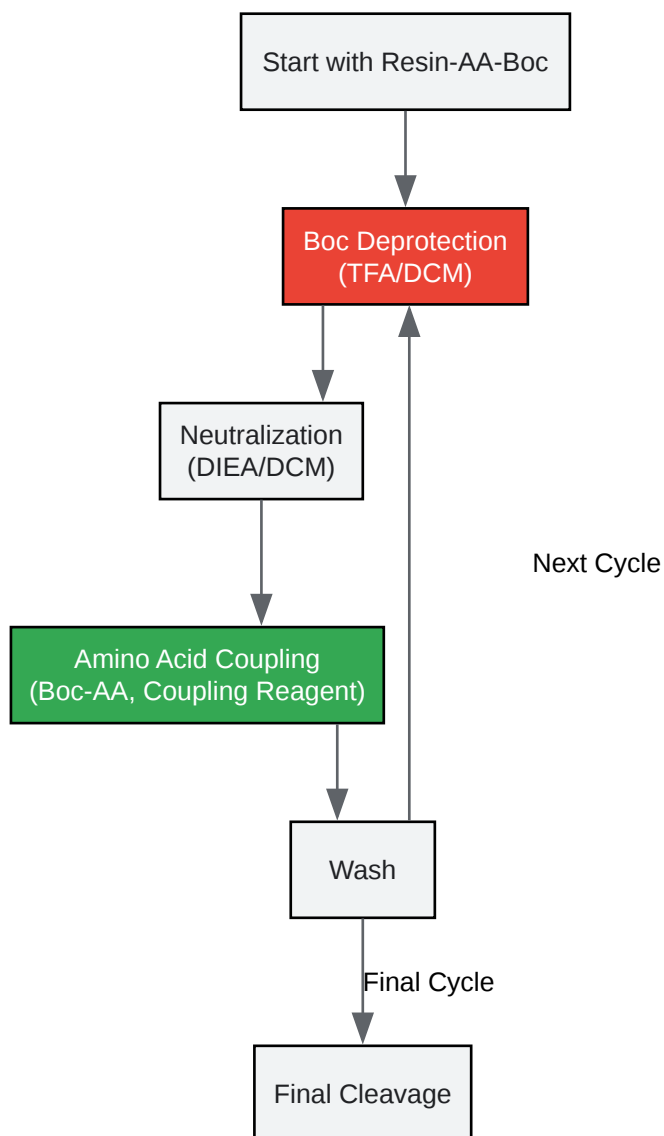 Start with Resin-AA-Boc
Boc Deprotection
(TFA/DCM)
Neutralization
(DIEA/DCM)
Next Cycle
Amino Acid Coupling
(Boc-AA, Coupling Reagent)
Wash
Final Cycle
Final Cleavage